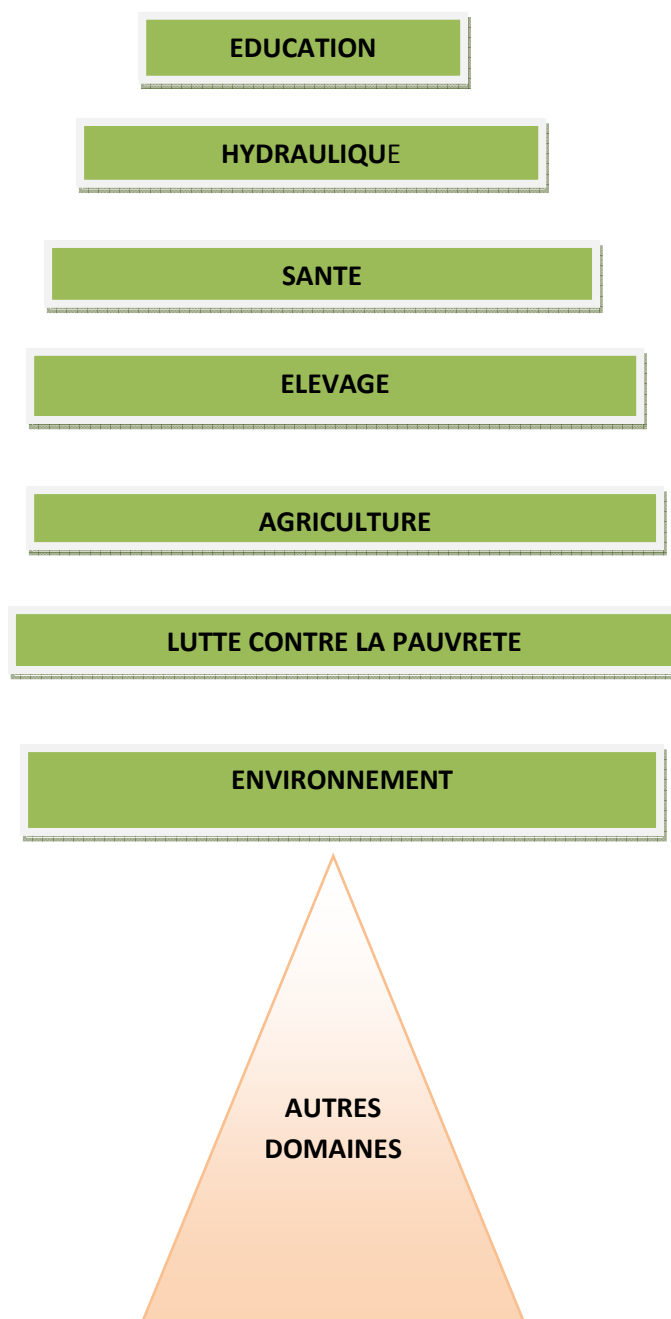 EDUCATION
HYDRAULIQUE
SANTE
ELEVAGE
AGRICULTURE
LUTTE CONTRE LA PAUVRETE
ENVIRONNEMENT
AUTRES
DOMAINES